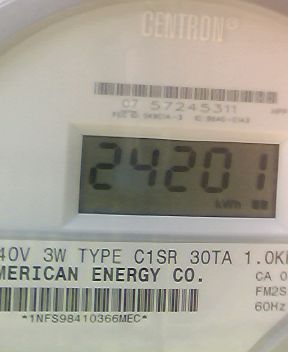 CENTRON®
07 57245311
24201
kWh
40V 3W TYPE C1SR 30TA 1.0K
MERICAN ENERGY CO.
CA 0
FM2S
60Hz
*1NFS98410366MEC*